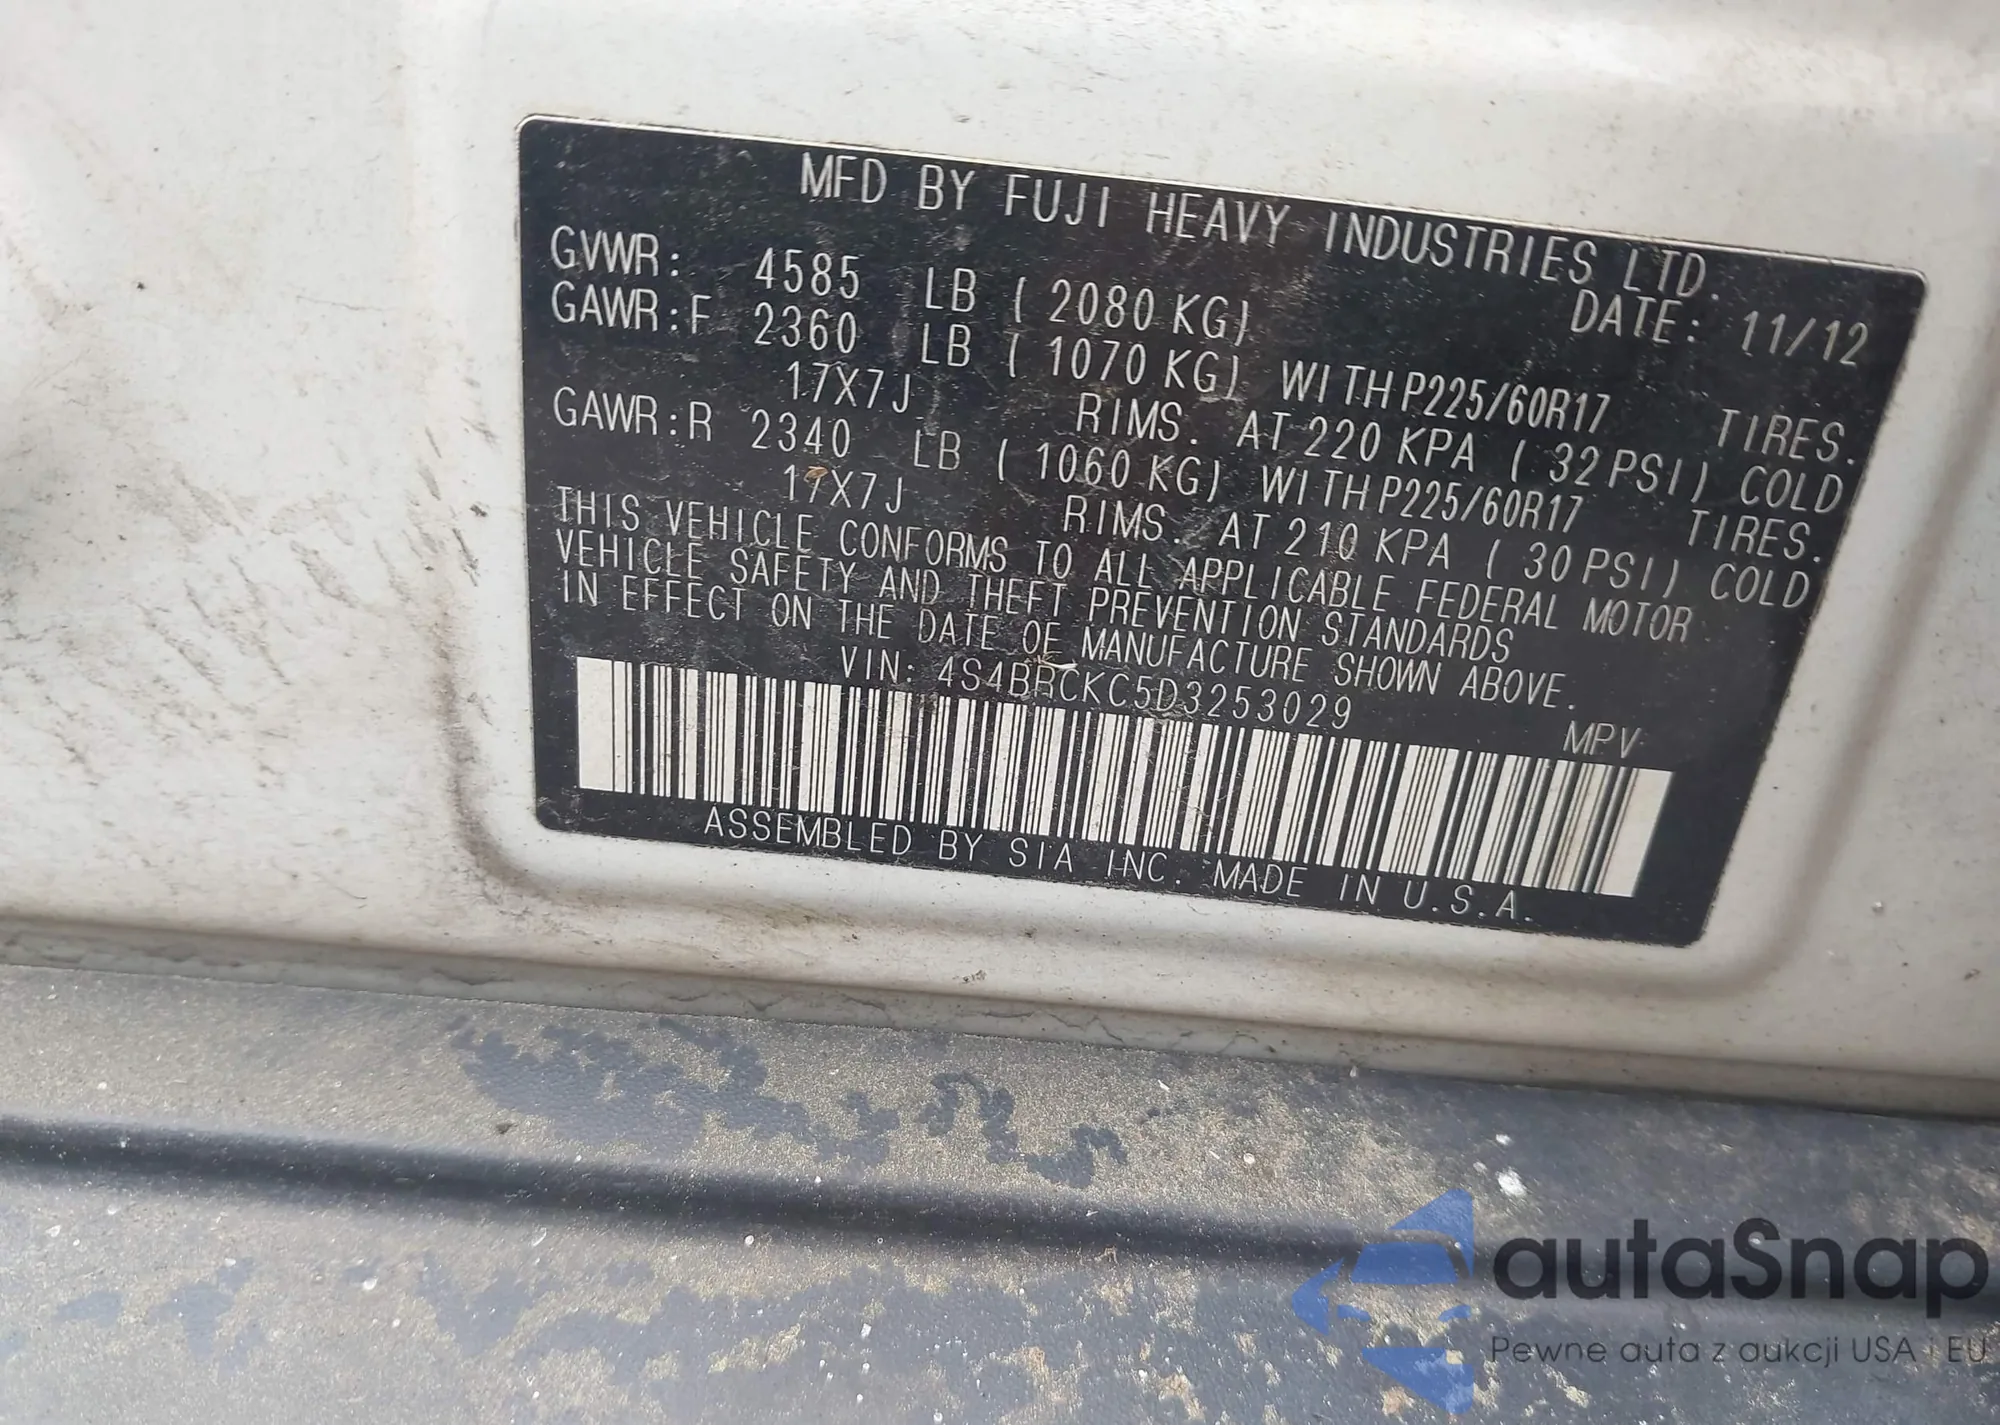 MFD BY FUJI HEAVY INDUSTRIES LTD.
DATE: 11/12
GVWR: 4585 LB ( 2080 KG)
GAWR:F 2360 LB ( 1070 KG) WITH P225/60R17 TIRES.
17X7J RIMS. AT 220 KPA ( 32 PSI) COLD
GAWR:R 2340 LB ( 1060 KG) WITH P225/60R17 TIRES.
17X7J RIMS. AT 210 KPA ( 30 PSI) COLD
THIS VEHICLE CONFORMS TO ALL APPLICABLE FEDERAL MOTOR
VEHICLE SAFETY AND THEFT PREVENTION STANDARDS
IN EFFECT ON THE DATE OF MANUFACTURE SHOWN ABOVE.
VIN: 4S4BRCKC5D3253029
MPV
ASSEMBLED BY SIA INC. MADE IN U.S.A.
autaSnap
Pewne auta z aukcji USA i EU